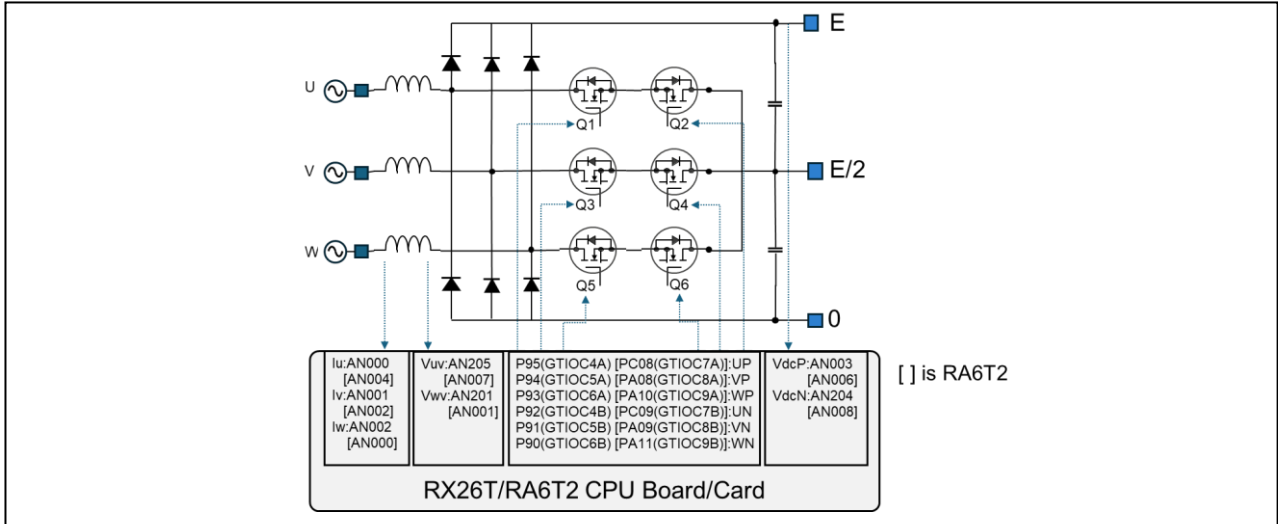 E
U
Q1
Q2
V
E/2
Q3
Q4
W
Q5
Q6
0
Iu:AN000
[AN004]
Iv:AN001
[AN002]
Iw:AN002
[AN000]
Vuv:AN205
[AN007]
Vwv:AN201
[AN001]
P95(GTIOC4A) [PC08(GTIOC7A)]:UP
P94(GTIOC5A) [PA08(GTIOC8A)]:VP
P93(GTIOC6A) [PA10(GTIOC9A)]:WP
P92(GTIOC4B) [PC09(GTIOC7B)]:UN
P91(GTIOC5B) [PA09(GTIOC8B)]:VN
P90(GTIOC6B) [PA11(GTIOC9B)]:WN
VdcP:AN003
[AN006]
VdcN:AN204
[AN008]
[ ] is RA6T2
RX26T/RA6T2 CPU Board/Card